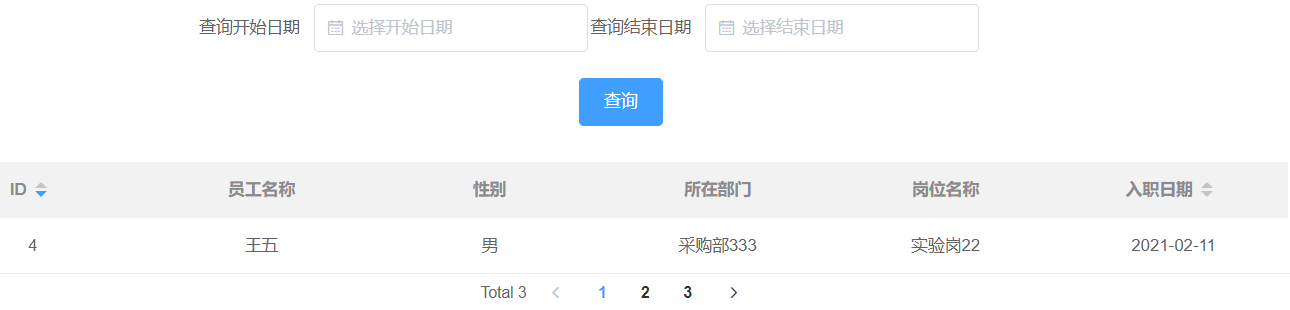 查询开始日期 选择开始日期 查询结束日期 选择结束日期
查询
ID 员工名称 性别 所在部门 岗位名称 入职日期
4 王五 男 采购部333 实验岗22 2021-02-11
Total 3 1 2 3